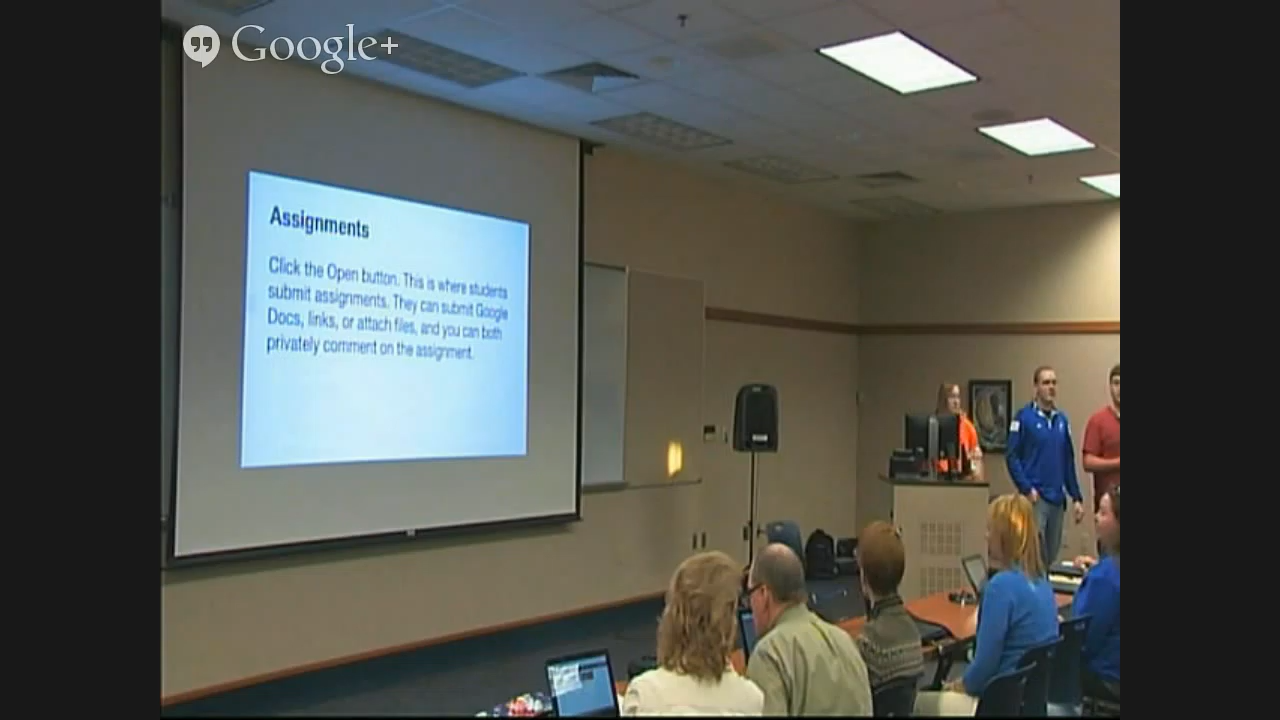 Google+
Assignments
Click the Open button. This is where students
submit assignments. They can submit Google
Docs, links, or attach files, and you can both
privately comment on the assignment.